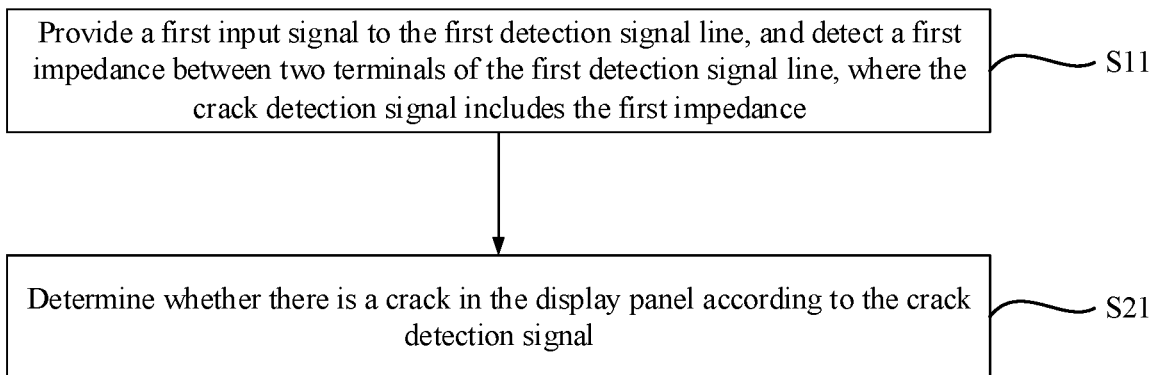 Provide a first input signal to the first detection signal line, and detect a first
impedance between two terminals of the first detection signal line, where the
crack detection signal includes the first impedance
S11
Determine whether there is a crack in the display panel according to the crack
detection signal
S21